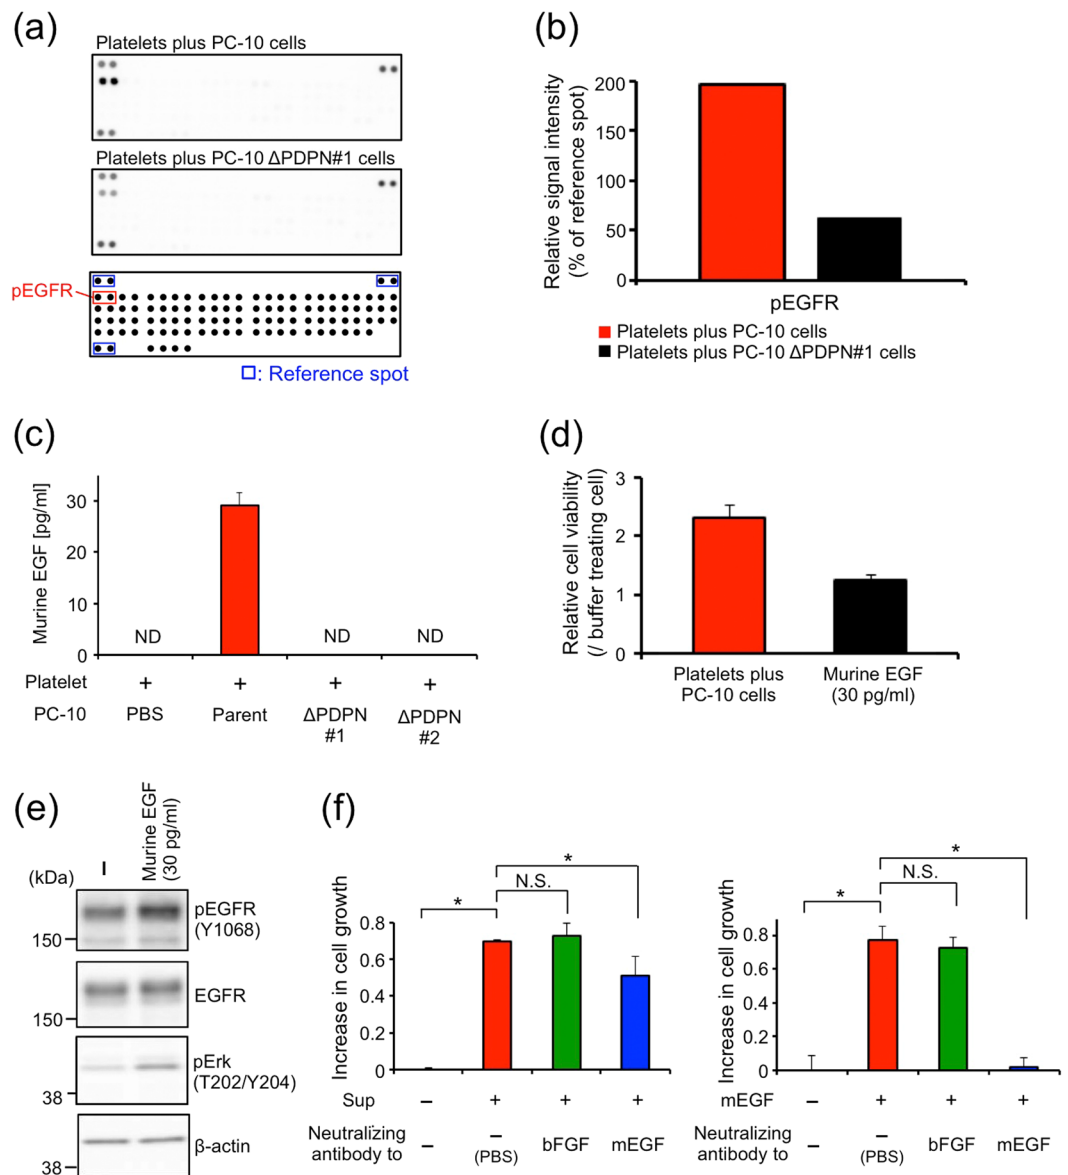 (a)
Platelets plus PC-10 cells
Platelets plus PC-10 ΔPDPN#1 cells
pEGFR
: Reference spot
(b)
Relative signal intensity
(% of reference spot)
200
150
100
50
0
pEGFR
Platelets plus PC-10 cells
Platelets plus PC-10 ΔPDPN#1 cells
(c)
Murine EGF [pg/ml]
30
20
10
0
ND
ND
ND
Platelet + + + +
PC-10 PBS Parent ΔPDPN ΔPDPN
#1 #2
(d)
Relative cell viability
(/ buffer treating cell)
3
2
1
0
Platelets plus
PC-10 cells
Murine EGF
(30 pg/ml)
(e)
–
Murine EGF
(30 pg/ml)
(kDa)
150
pEGFR
(Y1068)
150
EGFR
38
pErk
(T202/Y204)
38
β-actin
(f)
Increase in cell growth
0.8
0.6
0.4
0.2
0
*
N.S.
*
Sup – + + +
Neutralizing
antibody to – – (PBS) bFGF mEGF
Increase in cell growth
0.8
0.6
0.4
0.2
0
*
N.S.
*
mEGF – + + +
Neutralizing
antibody to – – (PBS) bFGF mEGF